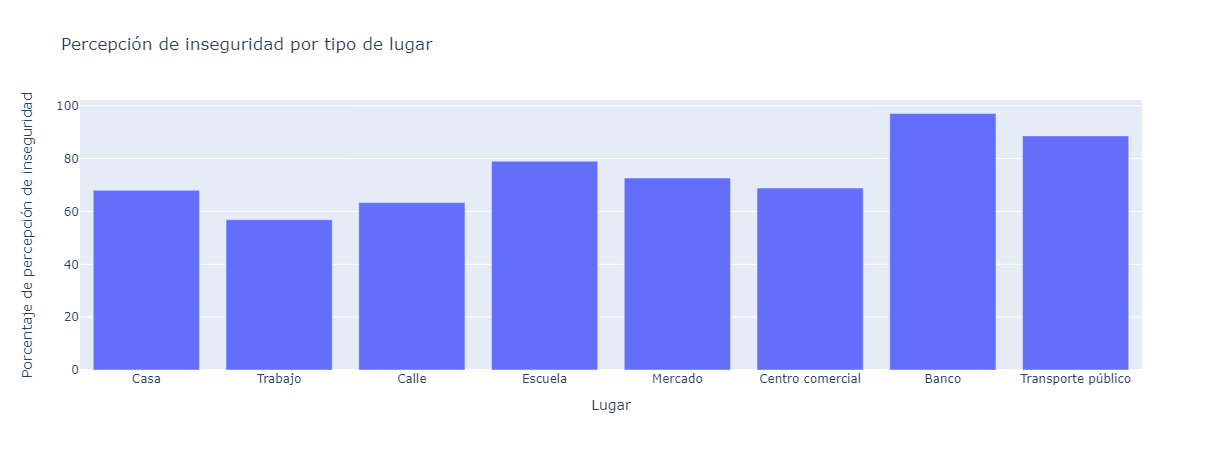 Percepción de inseguridad por tipo de lugar
Porcentaje de percepción de inseguridad
100
80
60
40
20
0
Casa
Trabajo
Calle
Escuela
Mercado
Centro comercial
Banco
Transporte público
Lugar